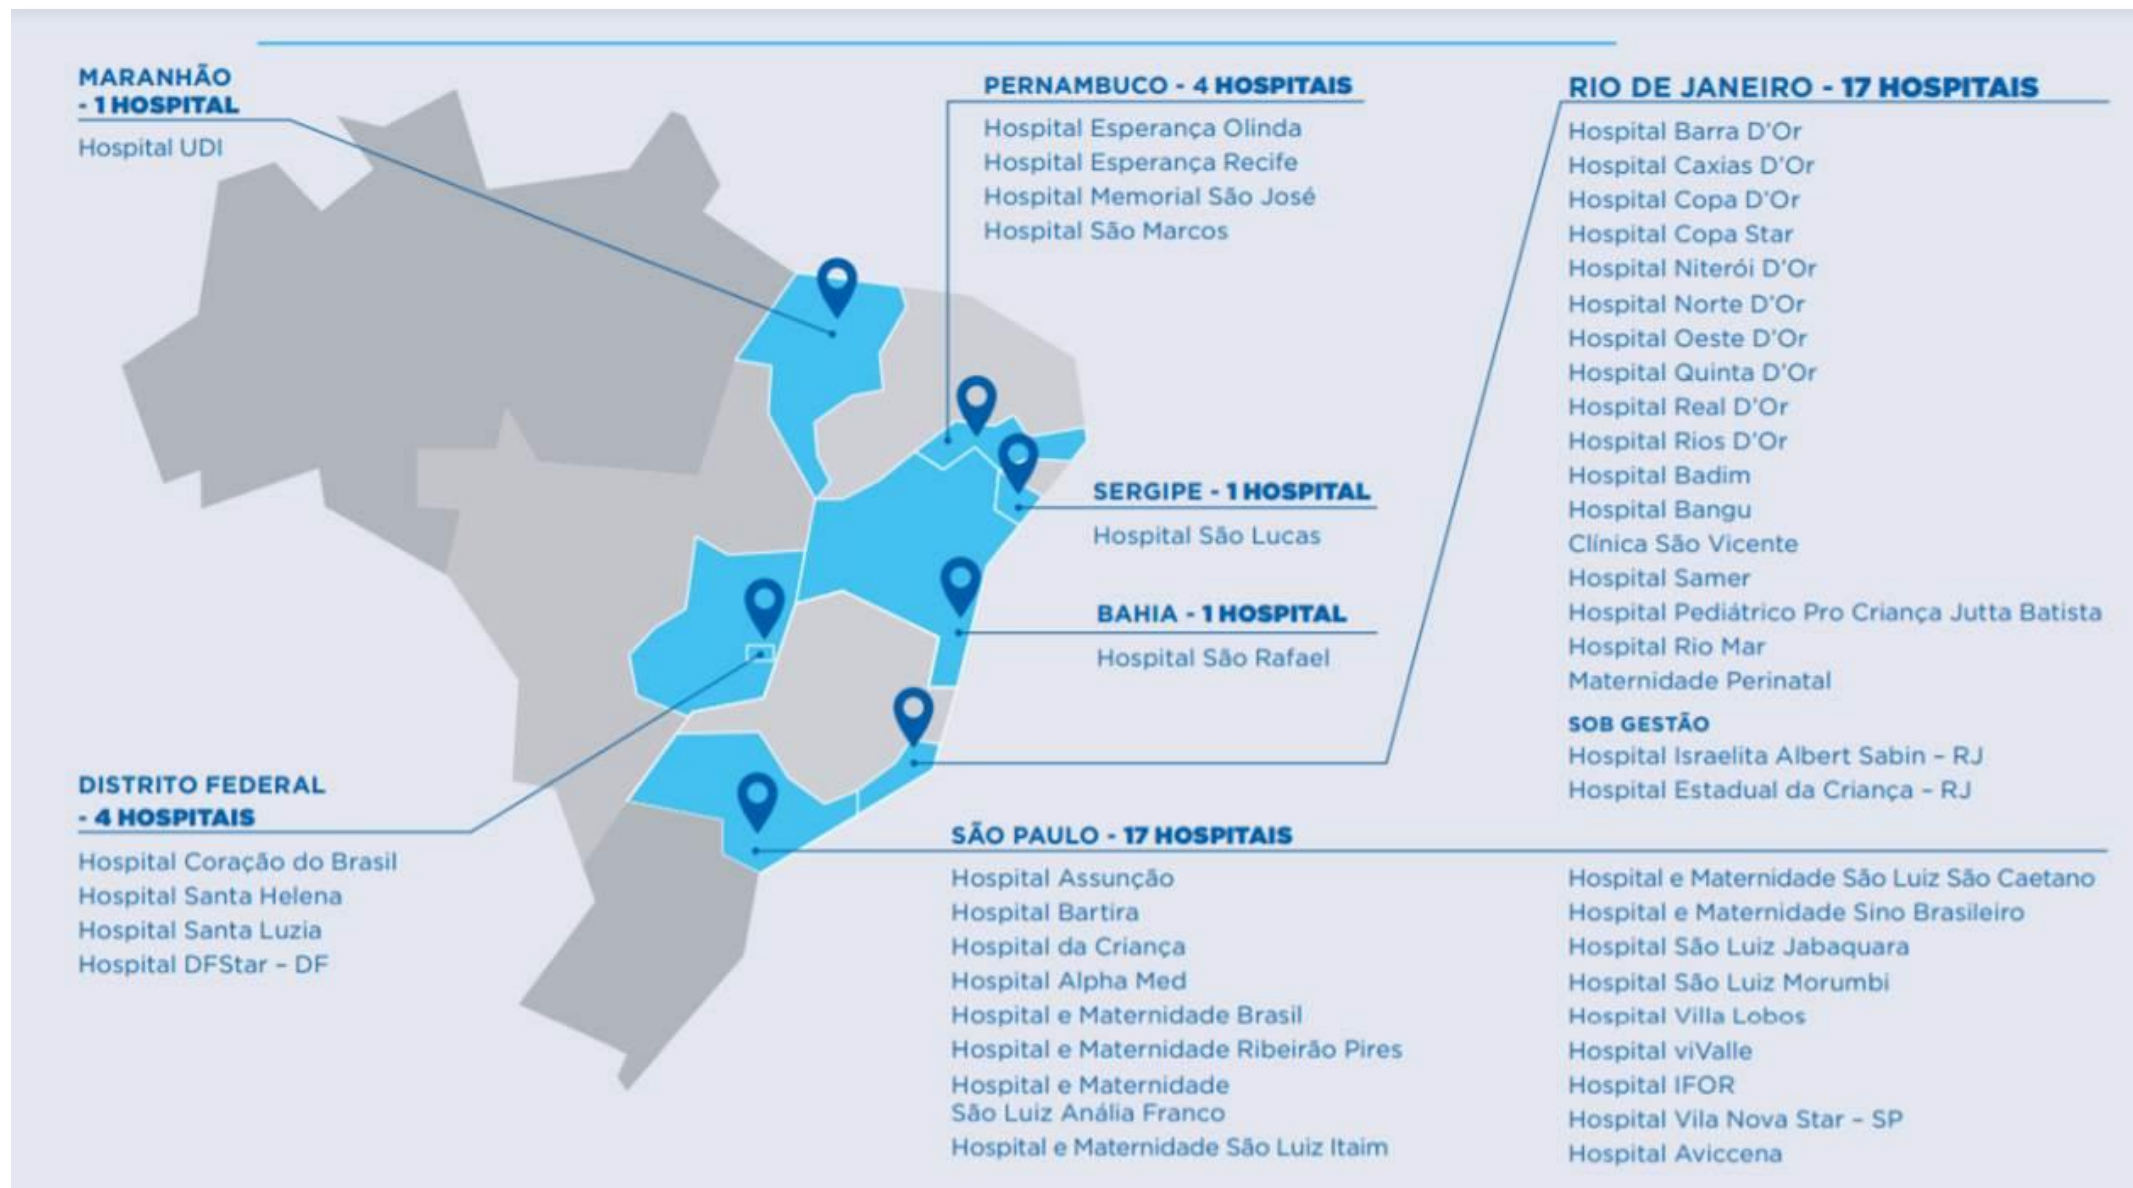 MARANHÃO
- 1 HOSPITAL
Hospital UDI
PERNAMBUCO - 4 HOSPITAIS
Hospital Esperança Olinda
Hospital Esperança Recife
Hospital Memorial São José
Hospital São Marcos
RIO DE JANEIRO - 17 HOSPITAIS
Hospital Barra D'Or
Hospital Caxias D'Or
Hospital Copa D'Or
Hospital Copa Star
Hospital Niterói D'Or
Hospital Norte D'Or
Hospital Oeste D'Or
Hospital Quinta D'Or
Hospital Real D'Or
Hospital Rios D'Or
Hospital Badim
Hospital Bangu
Clínica São Vicente
Hospital Samer
Hospital Pediátrico Pro Criança Jutta Batista
Hospital Rio Mar
Maternidade Perinatal
SOB GESTÃO
Hospital Israelita Albert Sabin – RJ
Hospital Estadual da Criança – RJ
SERGIPE - 1 HOSPITAL
Hospital São Lucas
BAHIA - 1 HOSPITAL
Hospital São Rafael
DISTRITO FEDERAL
- 4 HOSPITAIS
Hospital Coração do Brasil
Hospital Santa Helena
Hospital Santa Luzia
Hospital DFStar – DF
SÃO PAULO - 17 HOSPITAIS
Hospital Assunção
Hospital Bartira
Hospital da Criança
Hospital Alpha Med
Hospital e Maternidade Brasil
Hospital e Maternidade Ribeirão Pires
Hospital e Maternidade
São Luiz Anália Franco
Hospital e Maternidade São Luiz Itaim
Hospital e Maternidade São Luiz São Caetano
Hospital e Maternidade Sino Brasileiro
Hospital São Luiz Jabaquara
Hospital São Luiz Morumbi
Hospital Villa Lobos
Hospital viValle
Hospital IFOR
Hospital Vila Nova Star – SP
Hospital Aviccena